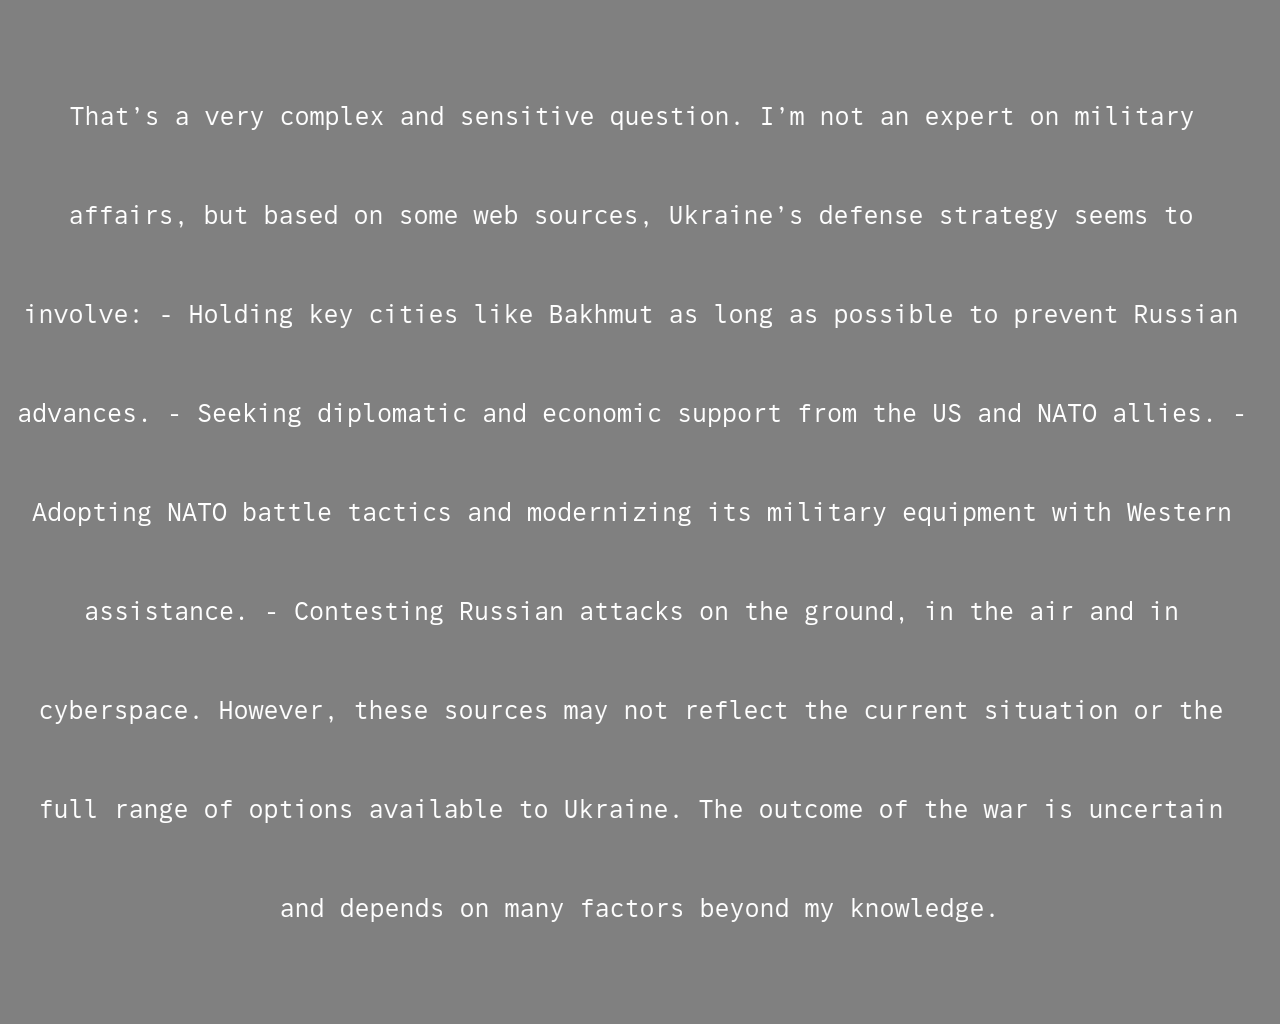 That’s a very complex and sensitive question. I’m not an expert on military
affairs, but based on some web sources, Ukraine’s defense strategy seems to
involve: - Holding key cities like Bakhmut as long as possible to prevent Russian
advances. - Seeking diplomatic and economic support from the US and NATO allies. -
Adopting NATO battle tactics and modernizing its military equipment with Western
assistance. - Contesting Russian attacks on the ground, in the air and in
cyberspace. However, these sources may not reflect the current situation or the
full range of options available to Ukraine. The outcome of the war is uncertain
and depends on many factors beyond my knowledge.